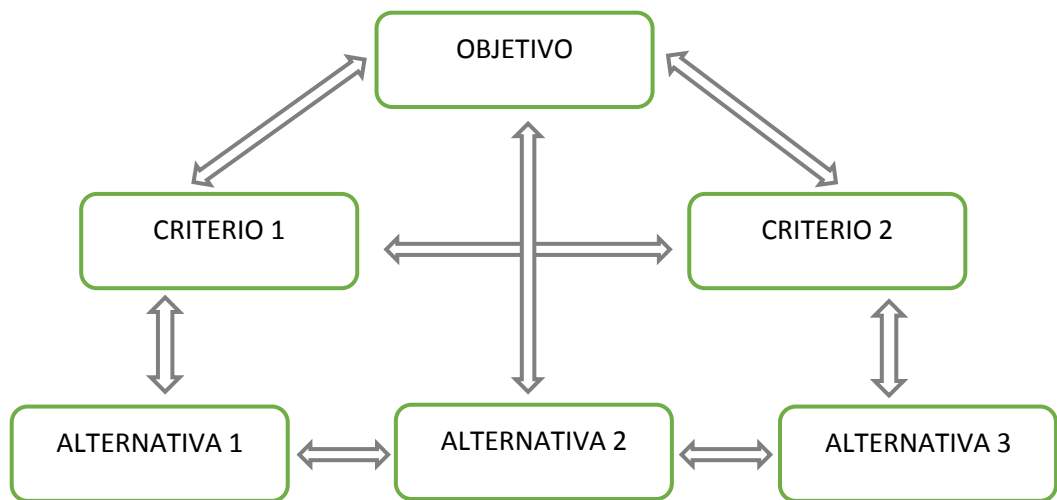 OBJETIVO
CRITERIO 1
CRITERIO 2
ALTERNATIVA 1
ALTERNATIVA 2
ALTERNATIVA 3